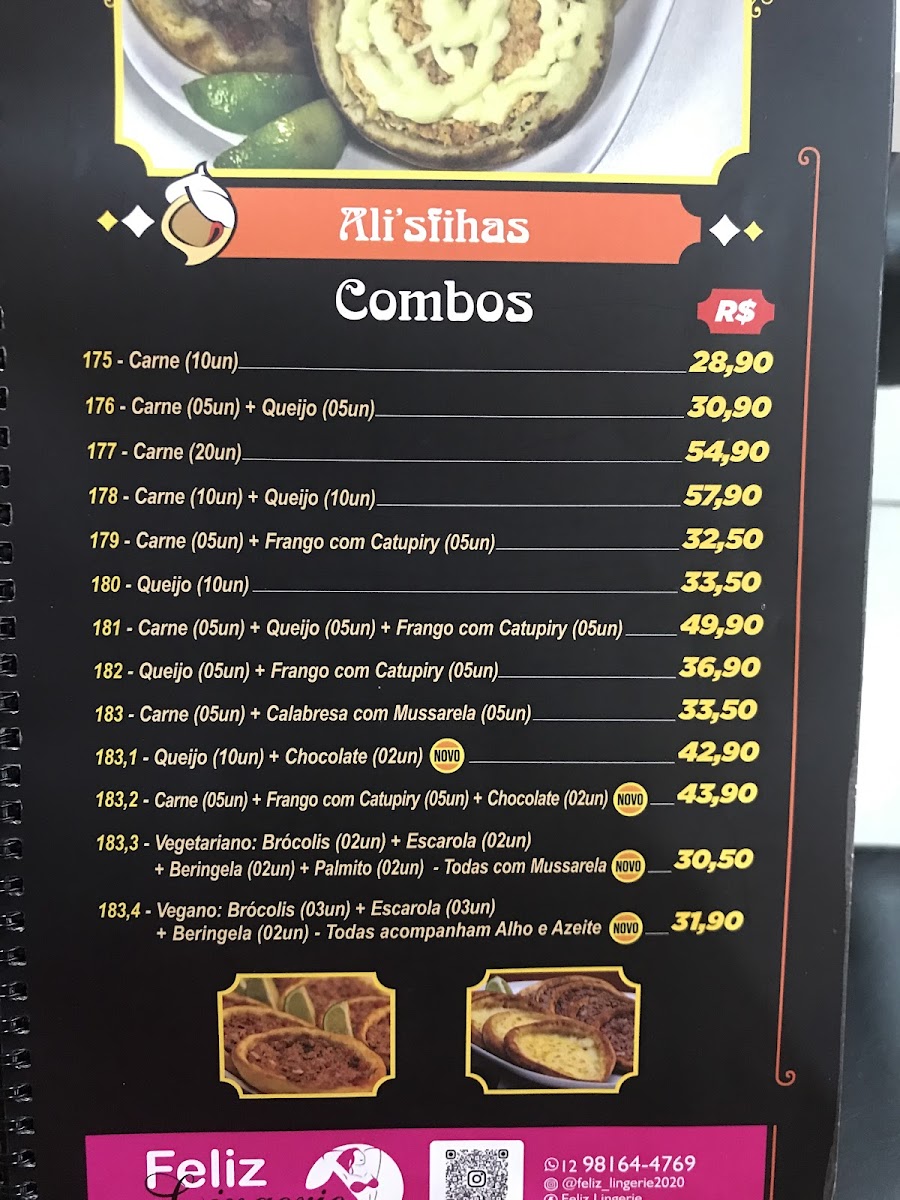 Ali'sfihas
Combos
R$
175 - Carne (10un) 28,90
176 - Carne (05un) + Queijo (05un) 30,90
177 - Carne (20un) 54,90
178 - Carne (10un) + Queijo (10un) 57,90
179 - Carne (05un) + Frango com Catupiry (05un) 32,50
180 - Queijo (10un) 33,50
181 - Carne (05un) + Queijo (05un) + Frango com Catupiry (05un) 49,90
182 - Queijo (05un) + Frango com Catupiry (05un) 36,90
183 - Carne (05un) + Calabresa com Mussarela (05un) 33,50
183,1 - Queijo (10un) + Chocolate (02un) NOVO 42,90
183,2 - Carne (05un) + Frango com Catupiry (05un) + Chocolate (02un) NOVO 43,90
183,3 - Vegetariano: Brócolis (02un) + Escarola (02un)
+ Beringela (02un) + Palmito (02un) - Todas com Mussarela NOVO 30,50
183,4 - Vegano: Brócolis (03un) + Escarola (03un)
+ Beringela (02un) - Todas acompanham Alho e Azeite NOVO 31,90
Feliz
Lingerie
12 98164-4769
@feliz_lingerie2020
Feliz Lingerie